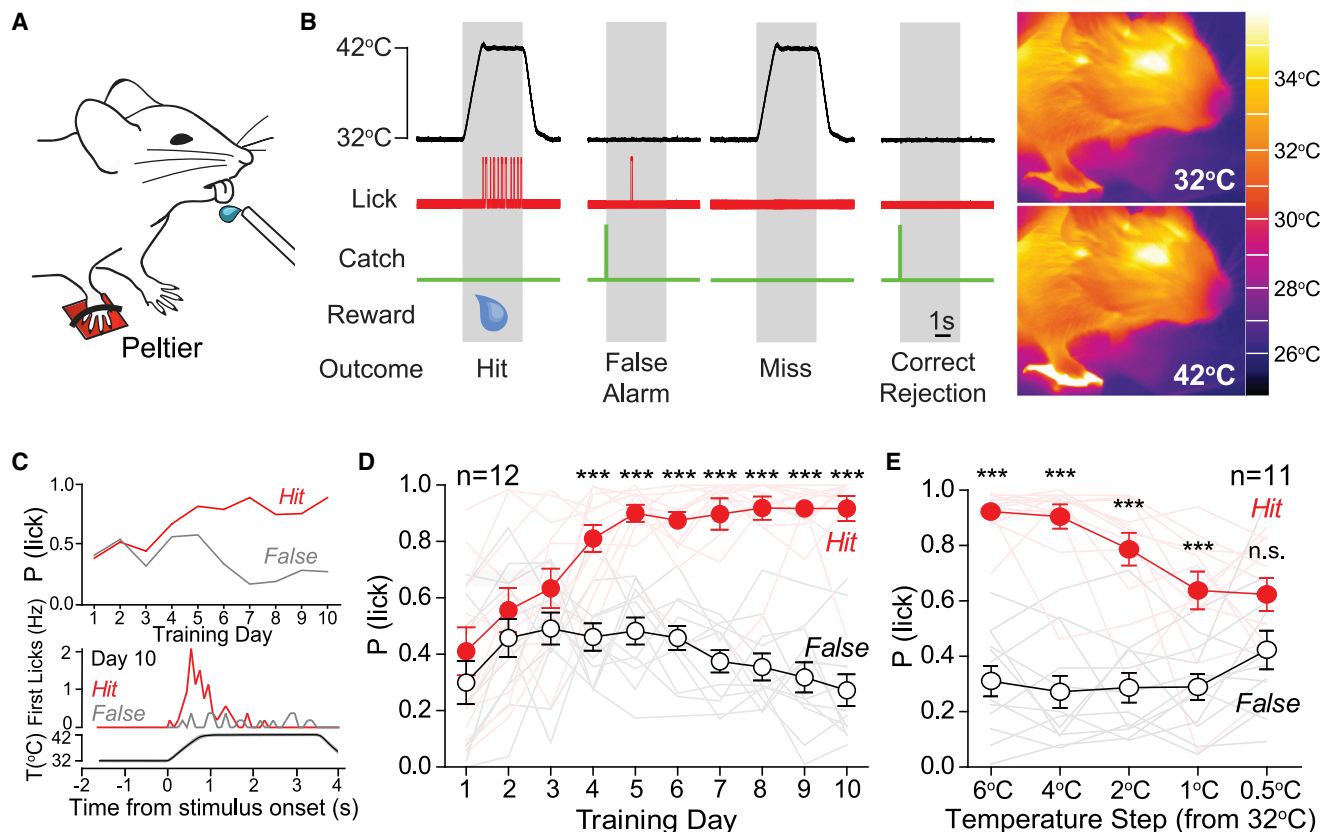 A
Peltier
B
42°C
32°C
Lick
Catch
Reward
1s
Outcome Hit False Alarm Miss Correct Rejection
34°C
32°C
30°C
28°C
26°C
32°C
42°C
C
1.0
0.5
0.0
P (lick)
Hit
False
1 2 3 4 5 6 7 8 9 10
Training Day
First Licks (Hz)
2
1
0
Day 10
Hit
False
T(°C)
42
32
-2 -1 0 1 2 3 4
Time from stimulus onset (s)
D
n=12
*** *** *** *** *** *** ***
1.0
0.8
0.6
0.4
0.2
0.0
P (lick)
Hit
False
1 2 3 4 5 6 7 8 9 10
Training Day
E
n=11
*** *** *** *** n.s.
1.0
0.8
0.6
0.4
0.2
0.0
P (lick)
Hit
False
6°C 4°C 2°C 1°C 0.5°C
Temperature Step (from 32°C)